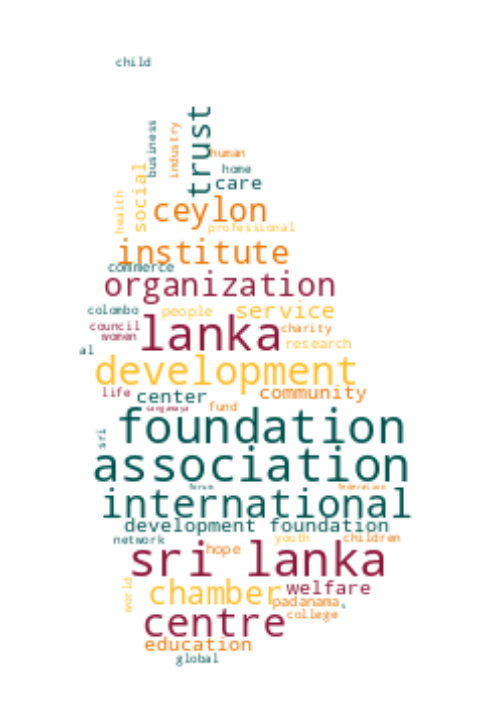 child
business
industry
trust
human
home
care
health
social
ceylon
professional
institute
commerce
organization
colombo
people
service
council
women
lanka
charity
research
al
development
life
center
community
sangamaya
fund
sri
foundation
association
forum
federation
international
development foundation
network
youth
children
hope
sri lanka
world
chamber
welfare
padanama
centre
college
education
global